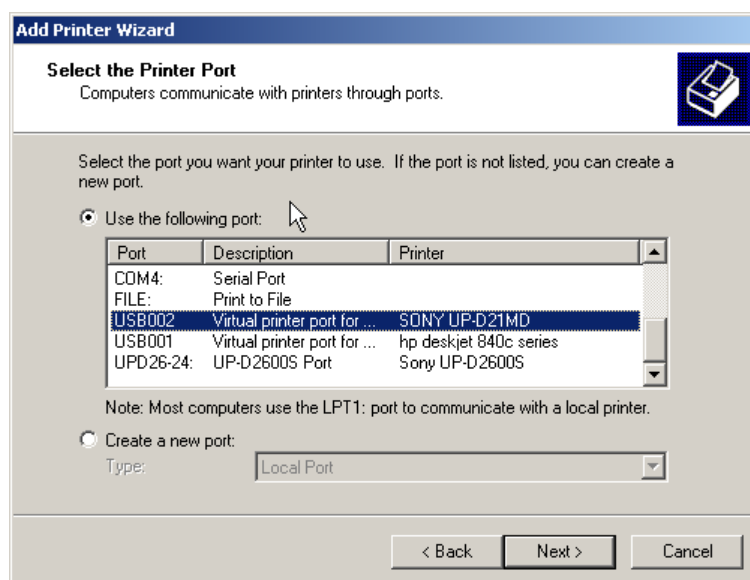 Add Printer Wizard
Select the Printer Port
Computers communicate with printers through ports.
Select the port you want your printer to use. If the port is not listed, you can create a
new port.
Use the following port:
Port Description Printer
COM4: Serial Port
FILE: Print to File
USB002 Virtual printer port for ... SONY UP-D21MD
USB001 Virtual printer port for ... hp deskjet 840c series
UPD26-24: UP-D2600S Port Sony UP-D2600S
Note: Most computers use the LPT1: port to communicate with a local printer.
Create a new port:
Type: Local Port
< Back Next > Cancel